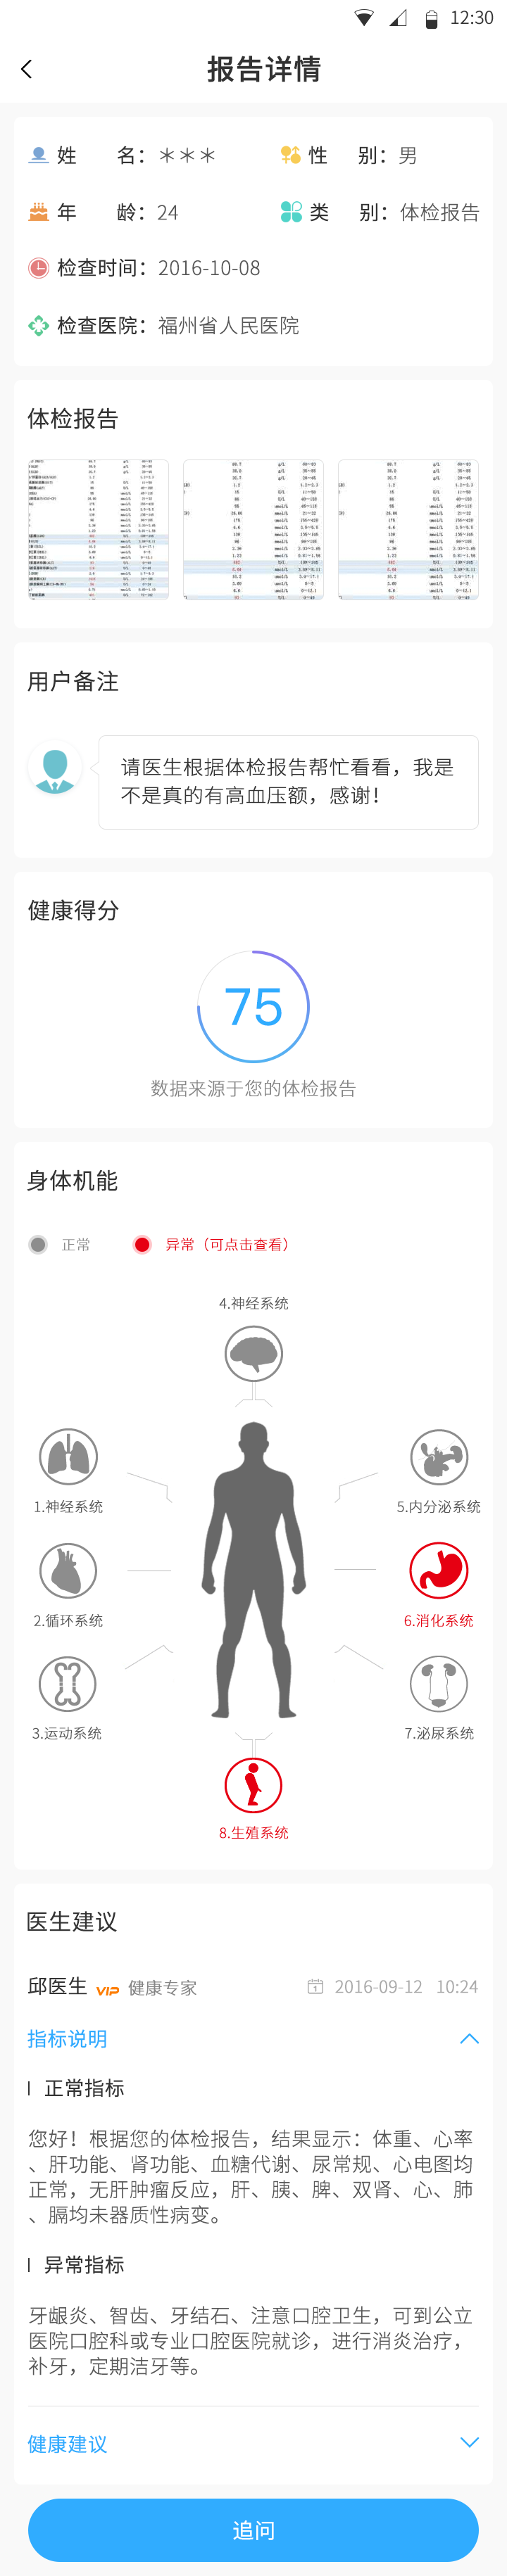 12:30
报告详情
姓 名：＊＊＊ 性 别：男
年 龄：24 类 别：体检报告
检查时间：2016-10-08
检查医院：福州省人民医院
体检报告
用户备注
请医生根据体检报告帮忙看看，我是
不是真的有高血压额，感谢！
健康得分
75
数据来源于您的体检报告
身体机能
正常 异常（可点击查看）
4.神经系统
1.神经系统
5.内分泌系统
2.循环系统
6.消化系统
3.运动系统
7.泌尿系统
8.生殖系统
医生建议
邱医生 VIP 健康专家 2016-09-12 10:24
指标说明
正常指标
您好！根据您的体检报告，结果显示：体重、心率
、肝功能、肾功能、血糖代谢、尿常规、心电图均
正常，无肝肿瘤反应，肝、胰、脾、双肾、心、肺
、膈均未器质性病变。
异常指标
牙龈炎、智齿、牙结石、注意口腔卫生，可到公立
医院口腔科或专业口腔医院就诊，进行消炎治疗，
补牙，定期洁牙等。
健康建议
追问